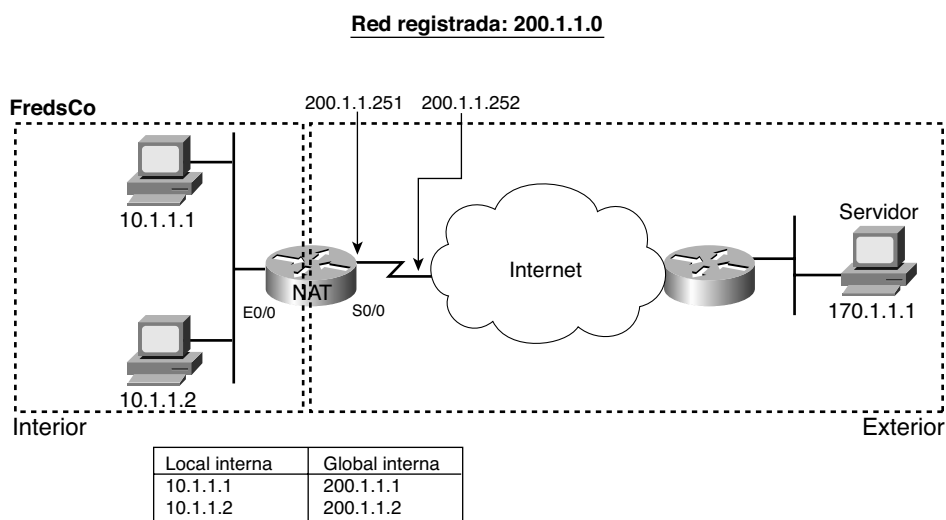 Red registrada: 200.1.1.0
200.1.1.251 200.1.1.252
FredsCo
10.1.1.1
Servidor
Internet
NAT
E0/0 S0/0
170.1.1.1
10.1.1.2
Interior Exterior
Local interna Global interna
10.1.1.1 200.1.1.1
10.1.1.2 200.1.1.2